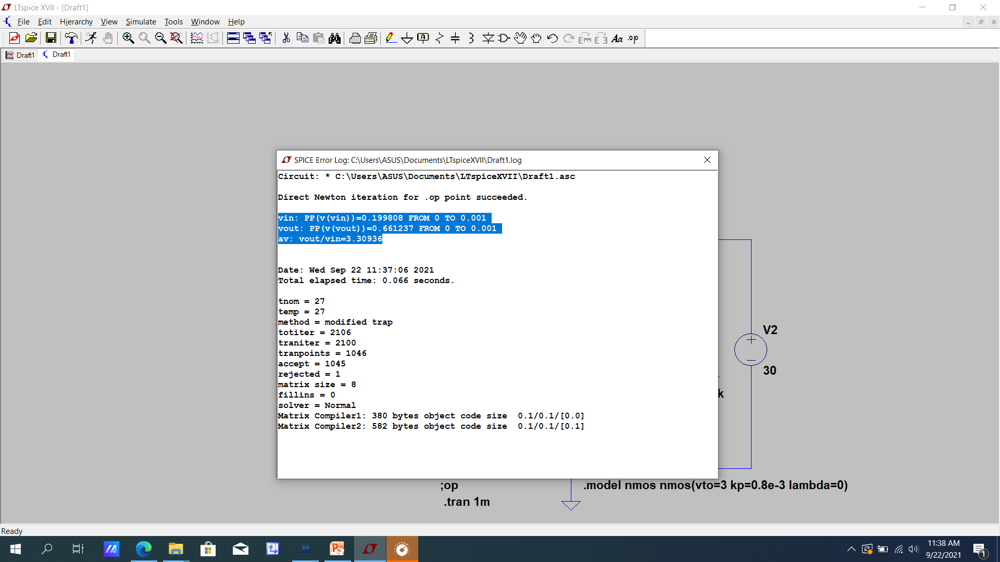 LTspice XVII - [Draft1]
File Edit Hierarchy View Simulate Tools Window Help
Aa .op
Draft1 Draft1
SPICE Error Log: C:\Users\ASUS\Documents\LTspiceXVII\Draft1.log
Circuit: * C:\Users\ASUS\Documents\LTspiceXVII\Draft1.asc
Direct Newton iteration for .op point succeeded.
vin: PP(v(vin))=0.199808 FROM 0 TO 0.001
vout: PP(v(vout))=0.661237 FROM 0 TO 0.001
av: vout/vin=3.30936
Date: Wed Sep 22 11:37:06 2021
Total elapsed time: 0.066 seconds.
tnom = 27
temp = 27
method = modified trap
totiter = 2106
traniter = 2100
tranpoints = 1046
accept = 1045
rejected = 1
matrix size = 8
fillins = 0
solver = Normal
Matrix Compiler1: 380 bytes object code size 0.1/0.1/[0.0]
Matrix Compiler2: 582 bytes object code size 0.1/0.1/[0.1]
V2
30
k
;op
.tran 1m
.model nmos nmos(vto=3 kp=0.8e-3 lambda=0)
Ready
11:38 AM
9/22/2021
1